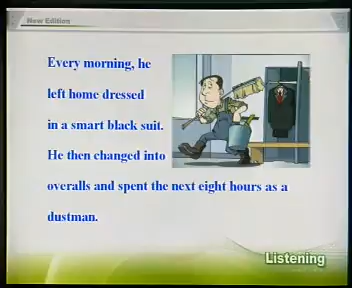 New Edition
Every morning, he
left home dressed
in a smart black suit.
He then changed into
overalls and spent the next eight hours as a
dustman.
Listening